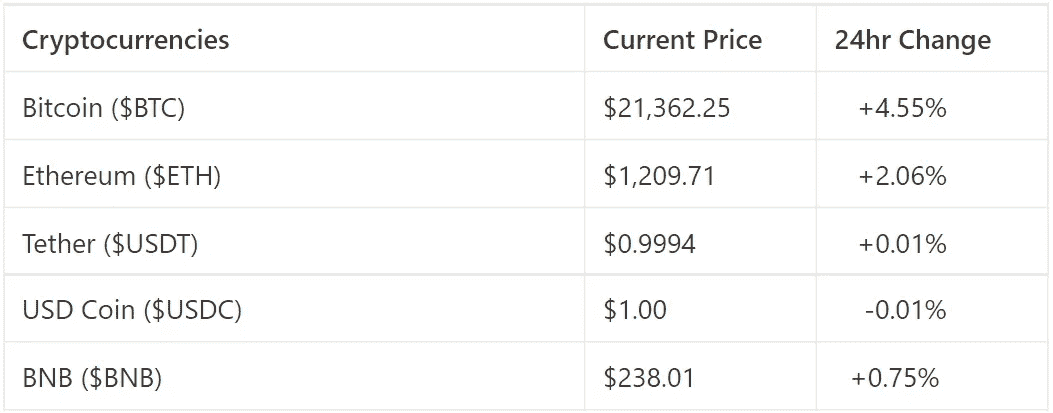 Cryptocurrencies Current Price 24hr Change
Bitcoin ($BTC) $21,362.25 +4.55%
Ethereum ($ETH) $1,209.71 +2.06%
Tether ($USDT) $0.9994 +0.01%
USD Coin ($USDC) $1.00 -0.01%
BNB ($BNB) $238.01 +0.75%